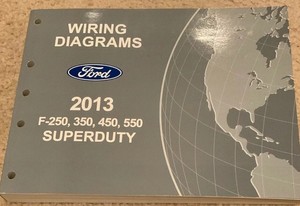 WIRING
DIAGRAMS
Ford
2013
F-250, 350, 450, 550
SUPERDUTY